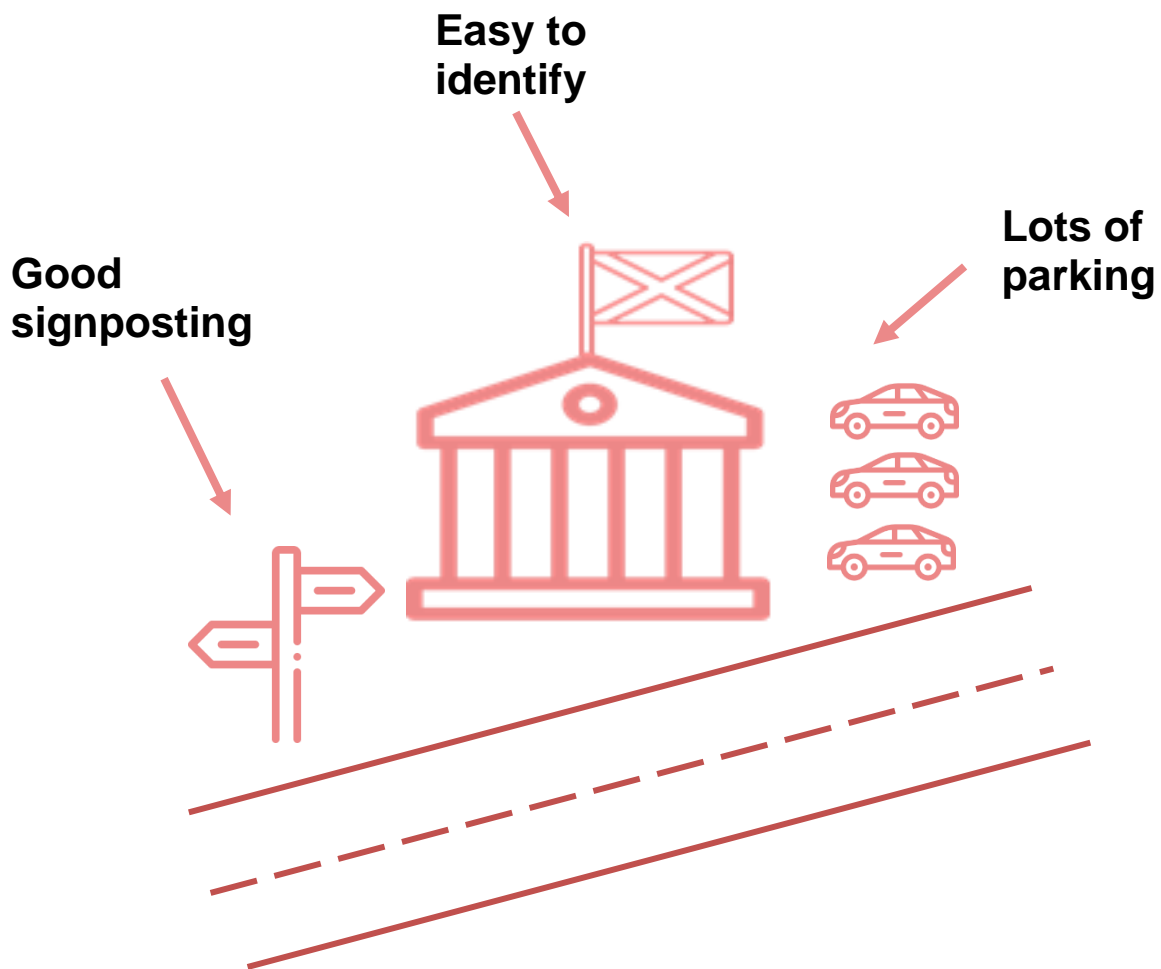 Easy to
identify
Lots of
parking
Good
signposting